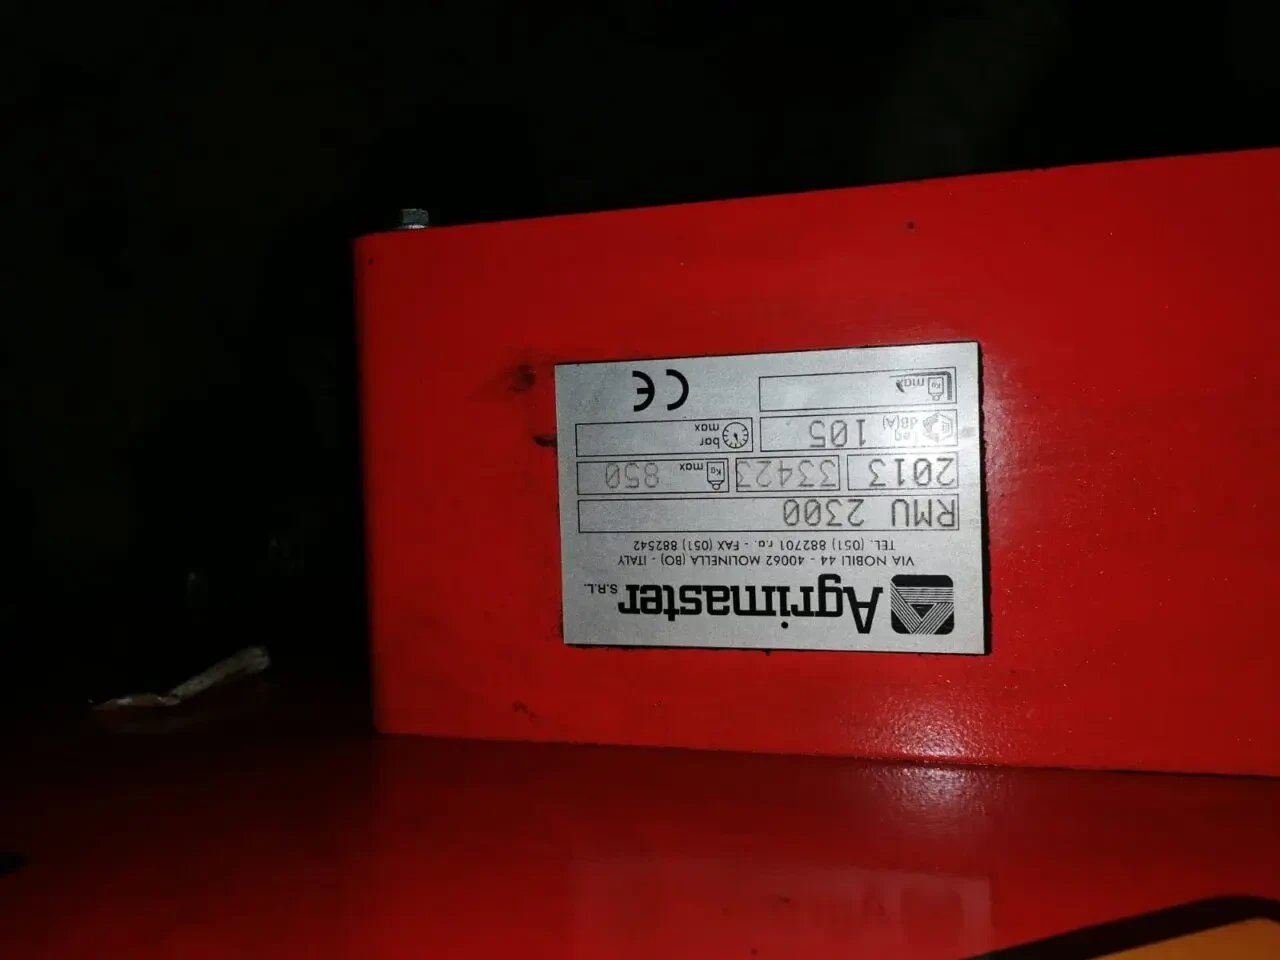 Agrimaster S.R.L.
VIA NOBILI 44 - 40062 MOLINELLA (BO) - ITALY
TEL. (051) 882701 r.a. - FAX (051) 882542
RMU 2300
2013 33423 Kg max 850
Leq dB(A) 105 bar max
Kg max CE